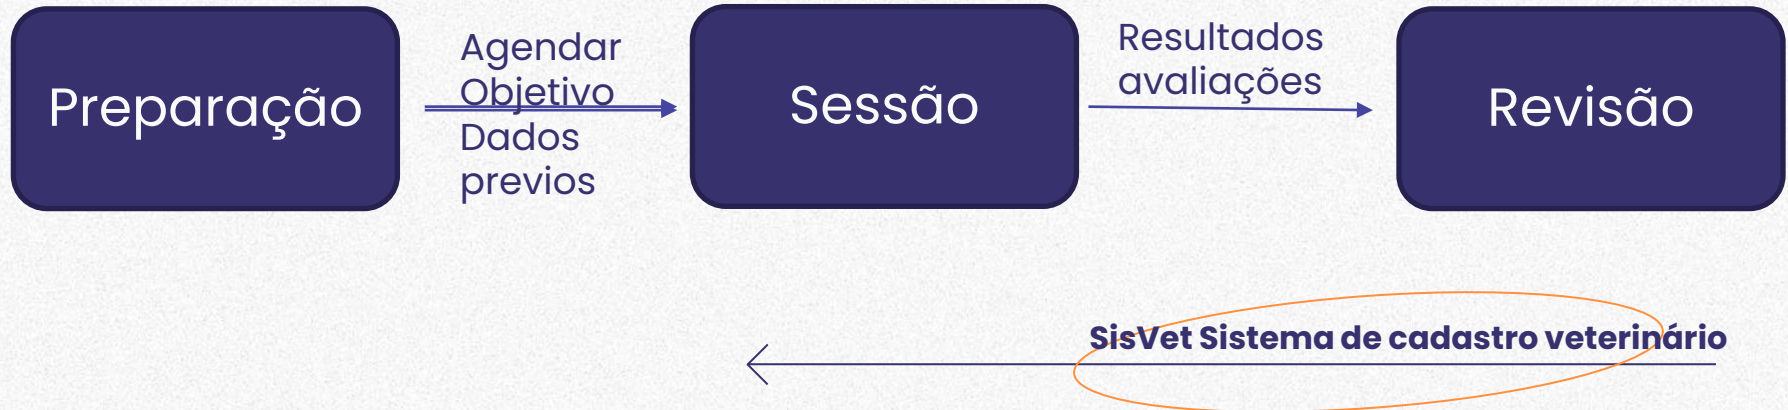 Preparação
Agendar
Objetivo
Dados
previos
Sessão
Resultados
avaliações
Revisão
SisVet Sistema de cadastro veterinário